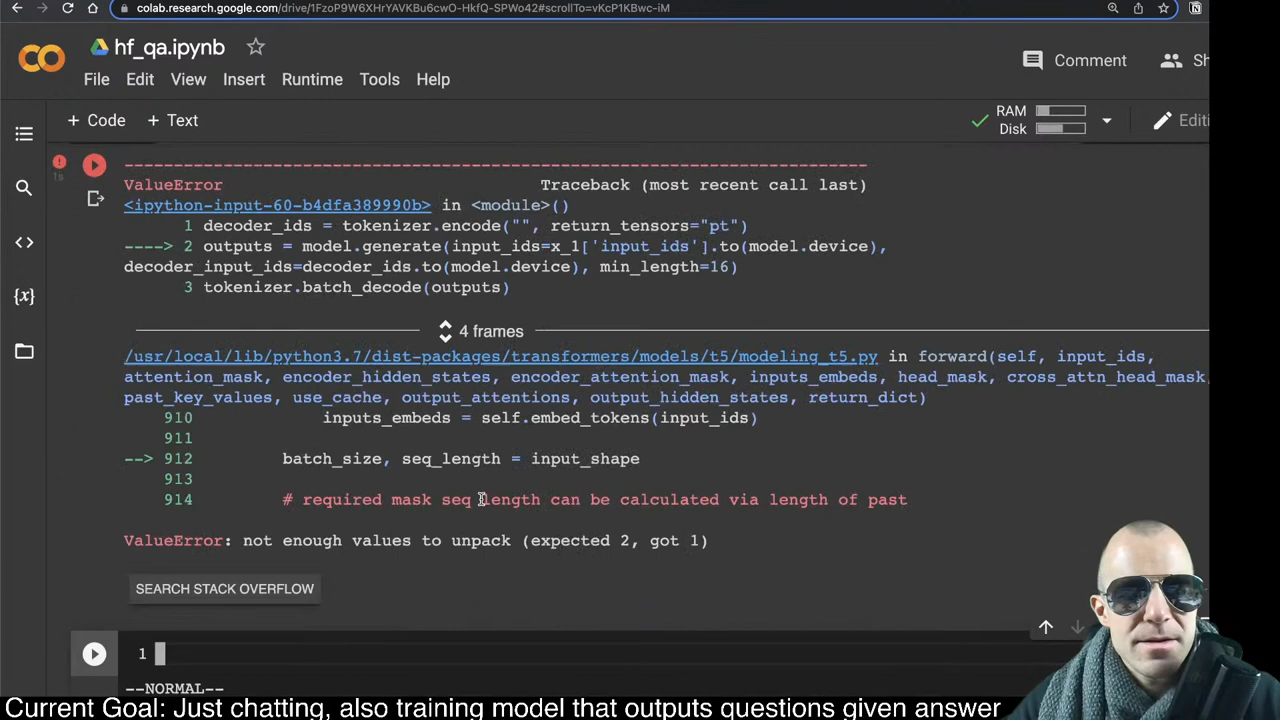 colab.research.google.com/drive/1FzoP9W6XHrYAVKBu6cwO-HkfQ-SPWo42#scrollTo=vKcP1KBwc-iM
hf_qa.ipynb
File Edit View Insert Runtime Tools Help
Comment
+ Code + Text
RAM
Disk
---------------------------------------------------------------------------
ValueError Traceback (most recent call last)
<ipython-input-60-b4dfa389990b> in <module>()
1 decoder_ids = tokenizer.encode("", return_tensors="pt")
----> 2 outputs = model.generate(input_ids=x_1['input_ids'].to(model.device),
decoder_input_ids=decoder_ids.to(model.device), min_length=16)
3 tokenizer.batch_decode(outputs)
4 frames
/usr/local/lib/python3.7/dist-packages/transformers/models/t5/modeling_t5.py in forward(self, input_ids,
attention_mask, encoder_hidden_states, encoder_attention_mask, inputs_embeds, head_mask, cross_attn_head_mask,
past_key_values, use_cache, output_attentions, output_hidden_states, return_dict)
910 inputs_embeds = self.embed_tokens(input_ids)
911
--> 912 batch_size, seq_length = input_shape
913
914 # required mask seq length can be calculated via length of past
ValueError: not enough values to unpack (expected 2, got 1)
SEARCH STACK OVERFLOW
1
--NORMAL--
Current Goal: Just chatting, also training model that outputs questions given answer